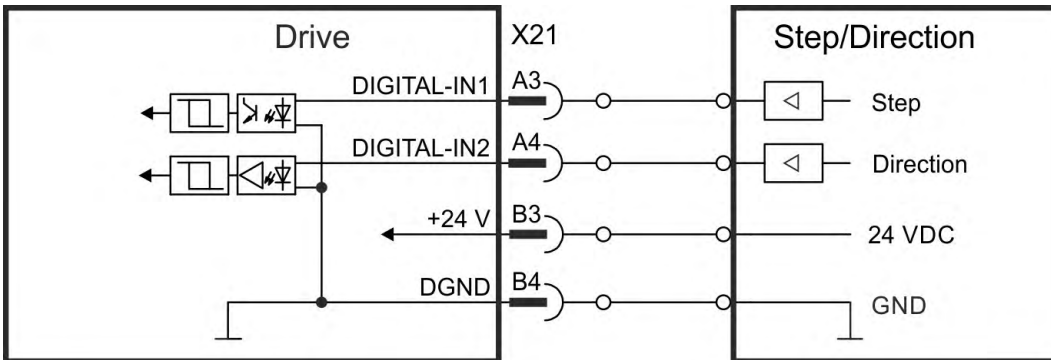 Drive X21 Step/Direction
DIGITAL-IN1 A3 Step
DIGITAL-IN2 A4 Direction
+24 V B3 24 VDC
DGND B4 GND